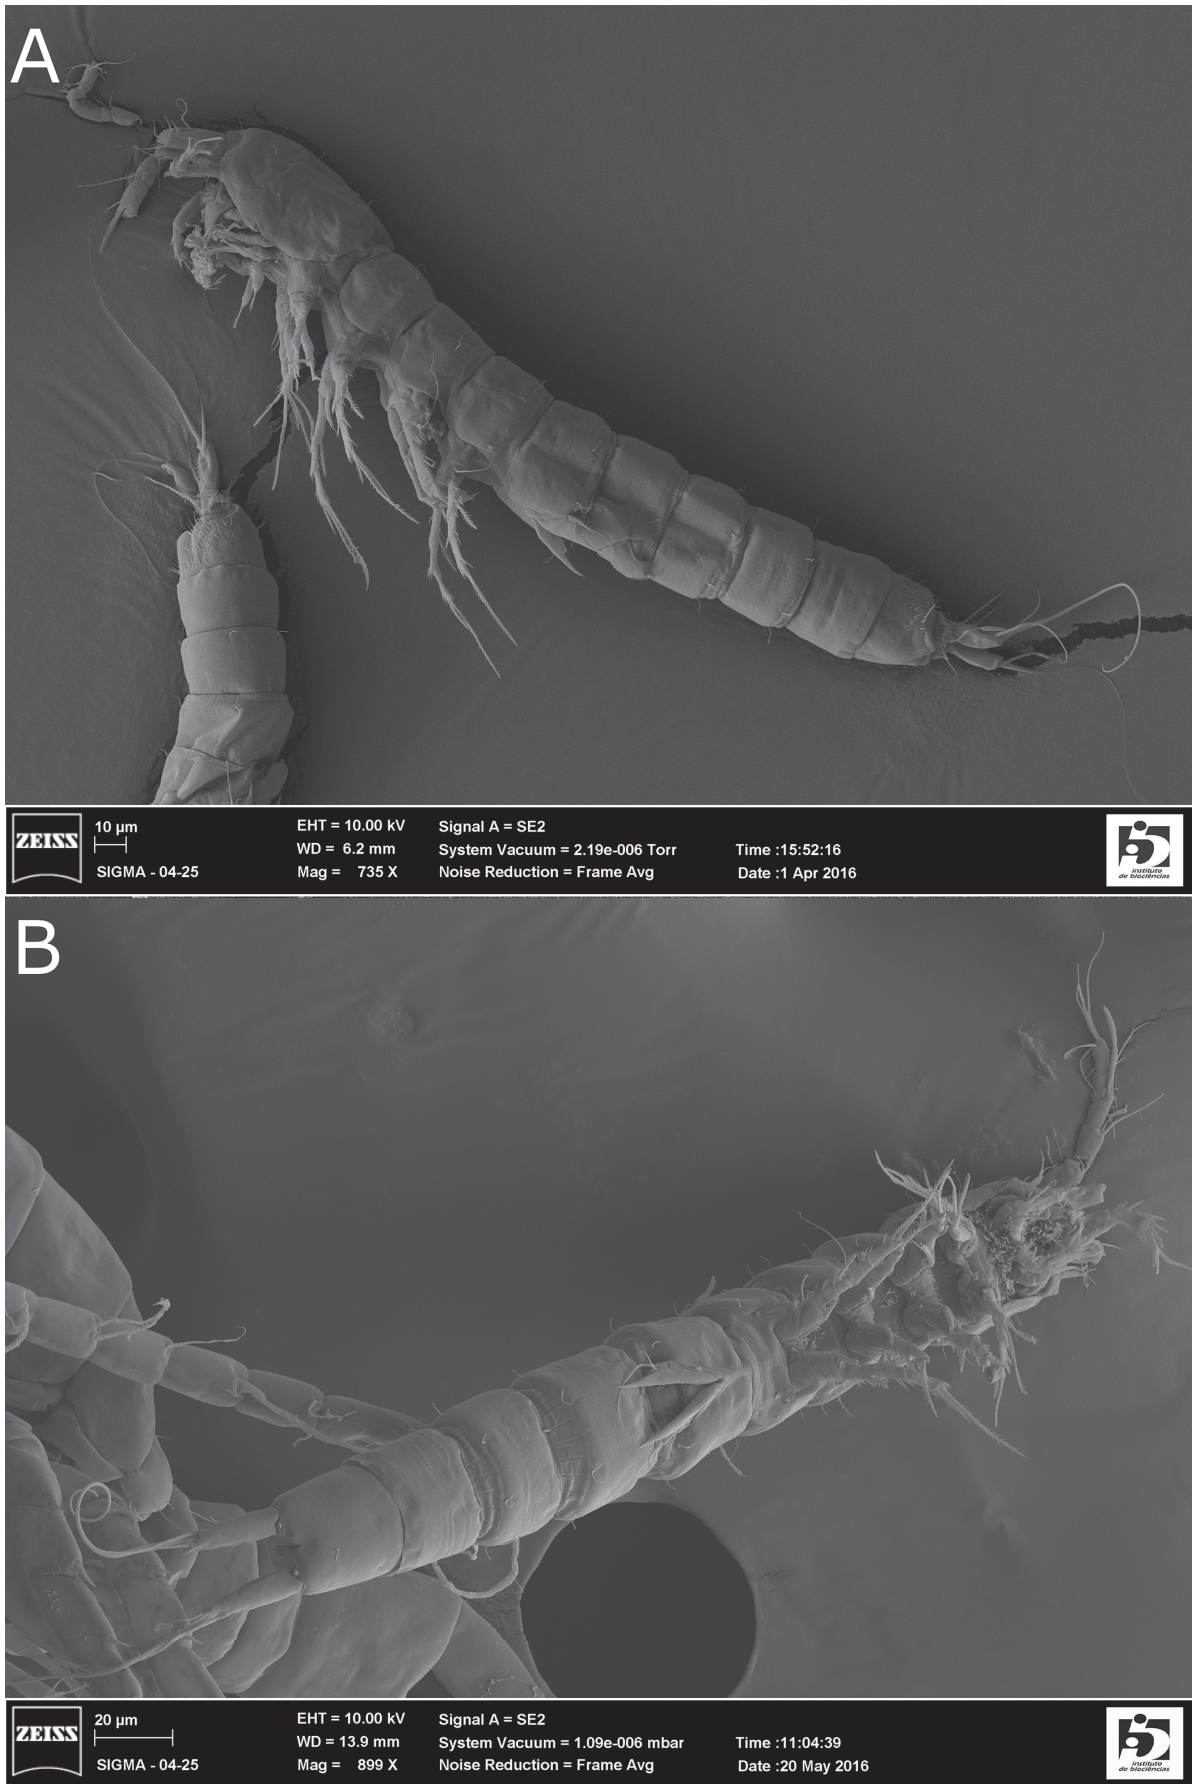 A
ZEISS
10 µm
SIGMA - 04-25
EHT = 10.00 kV
WD = 6.2 mm
Mag = 735 X
Signal A = SE2
System Vacuum = 2.19e-006 Torr
Noise Reduction = Frame Avg
Time :15:52:16
Date :1 Apr 2016
instituto
de biociências
B
ZEISS
20 µm
SIGMA - 04-25
EHT = 10.00 kV
WD = 13.9 mm
Mag = 899 X
Signal A = SE2
System Vacuum = 1.09e-006 mbar
Noise Reduction = Frame Avg
Time :11:04:39
Date :20 May 2016
instituto
de biociências